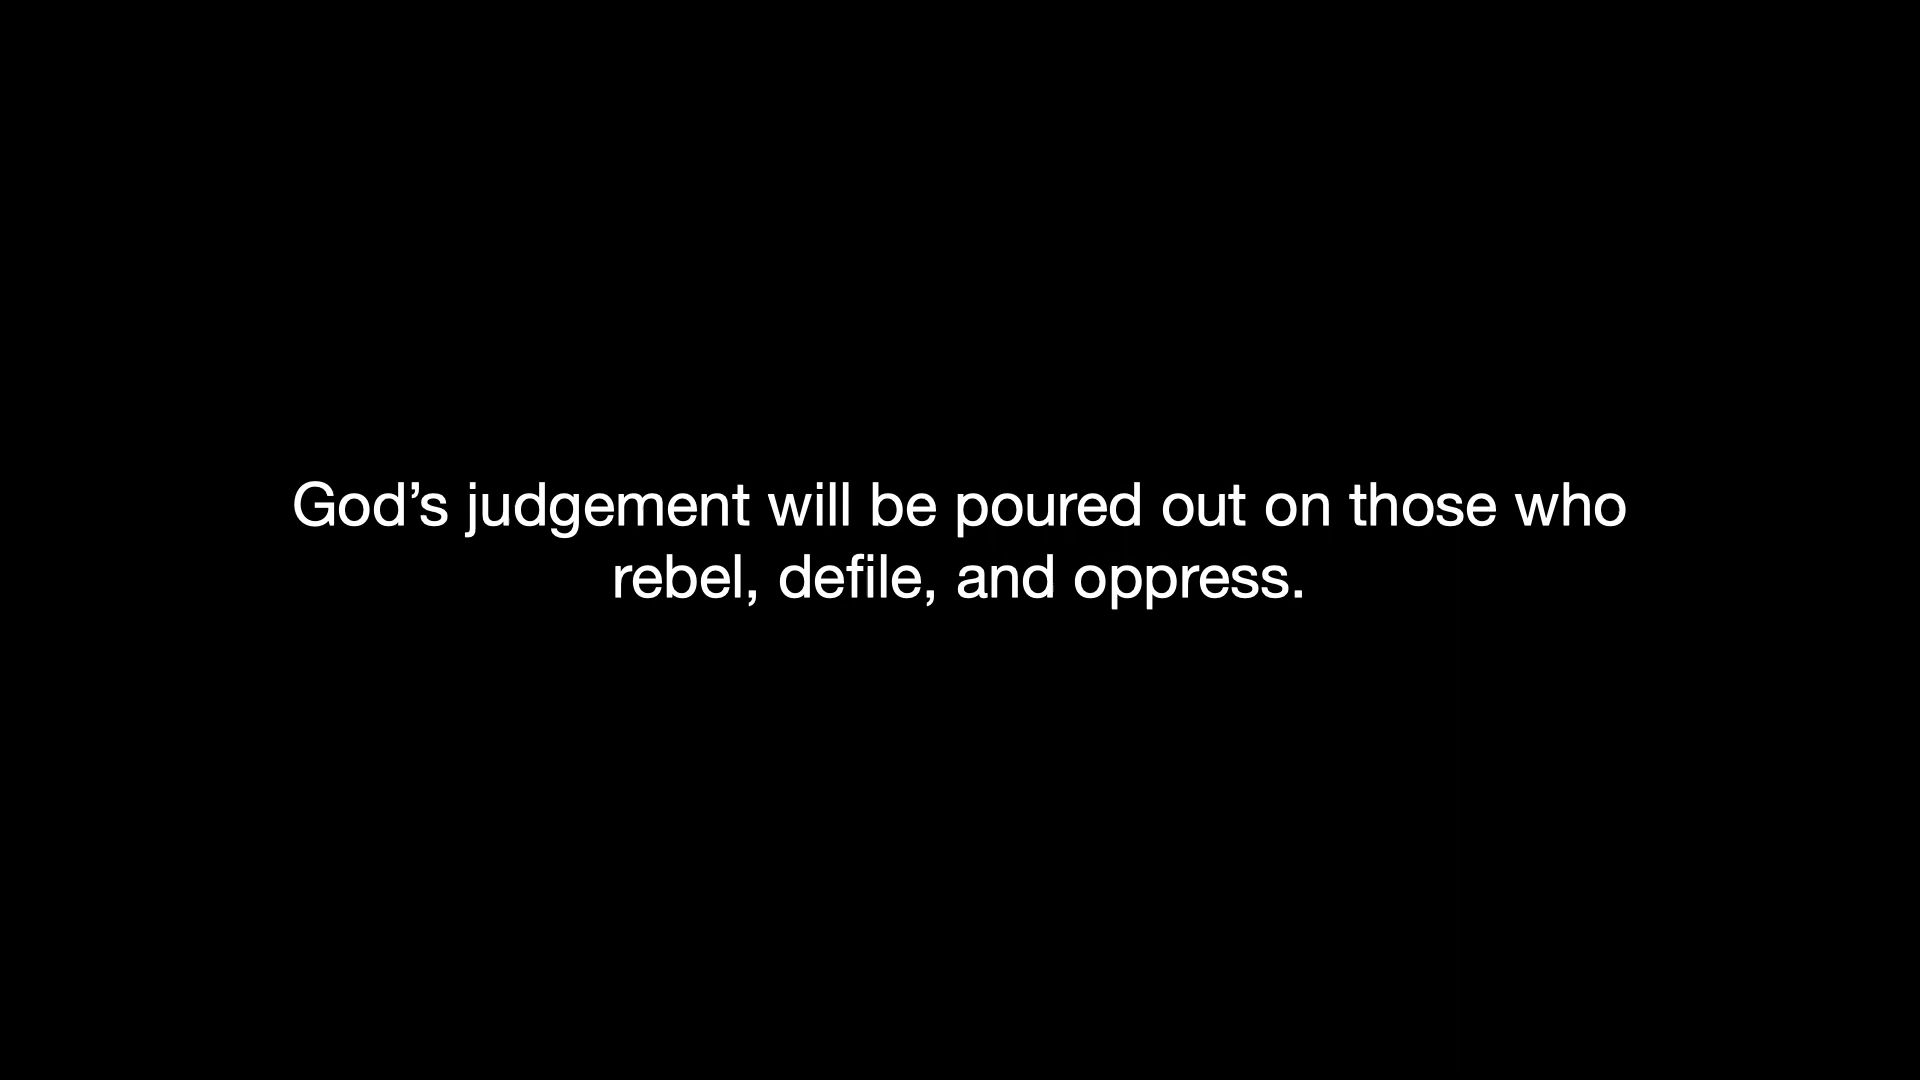 God’s judgement will be poured out on those who
rebel, defile, and oppress.